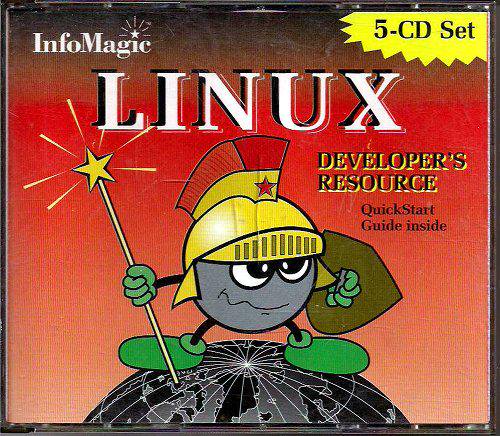 InfoMagic
5-CD Set
LINUX
DEVELOPER'S
RESOURCE
QuickStart
Guide inside